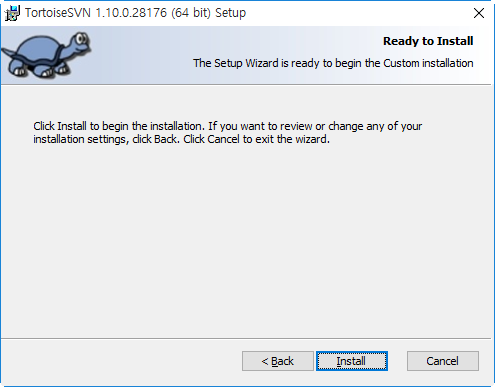 TortoiseSVN 1.10.0.28176 (64 bit) Setup
Ready to Install
The Setup Wizard is ready to begin the Custom installation
Click Install to begin the installation. If you want to review or change any of your
installation settings, click Back. Click Cancel to exit the wizard.
< Back
Install
Cancel